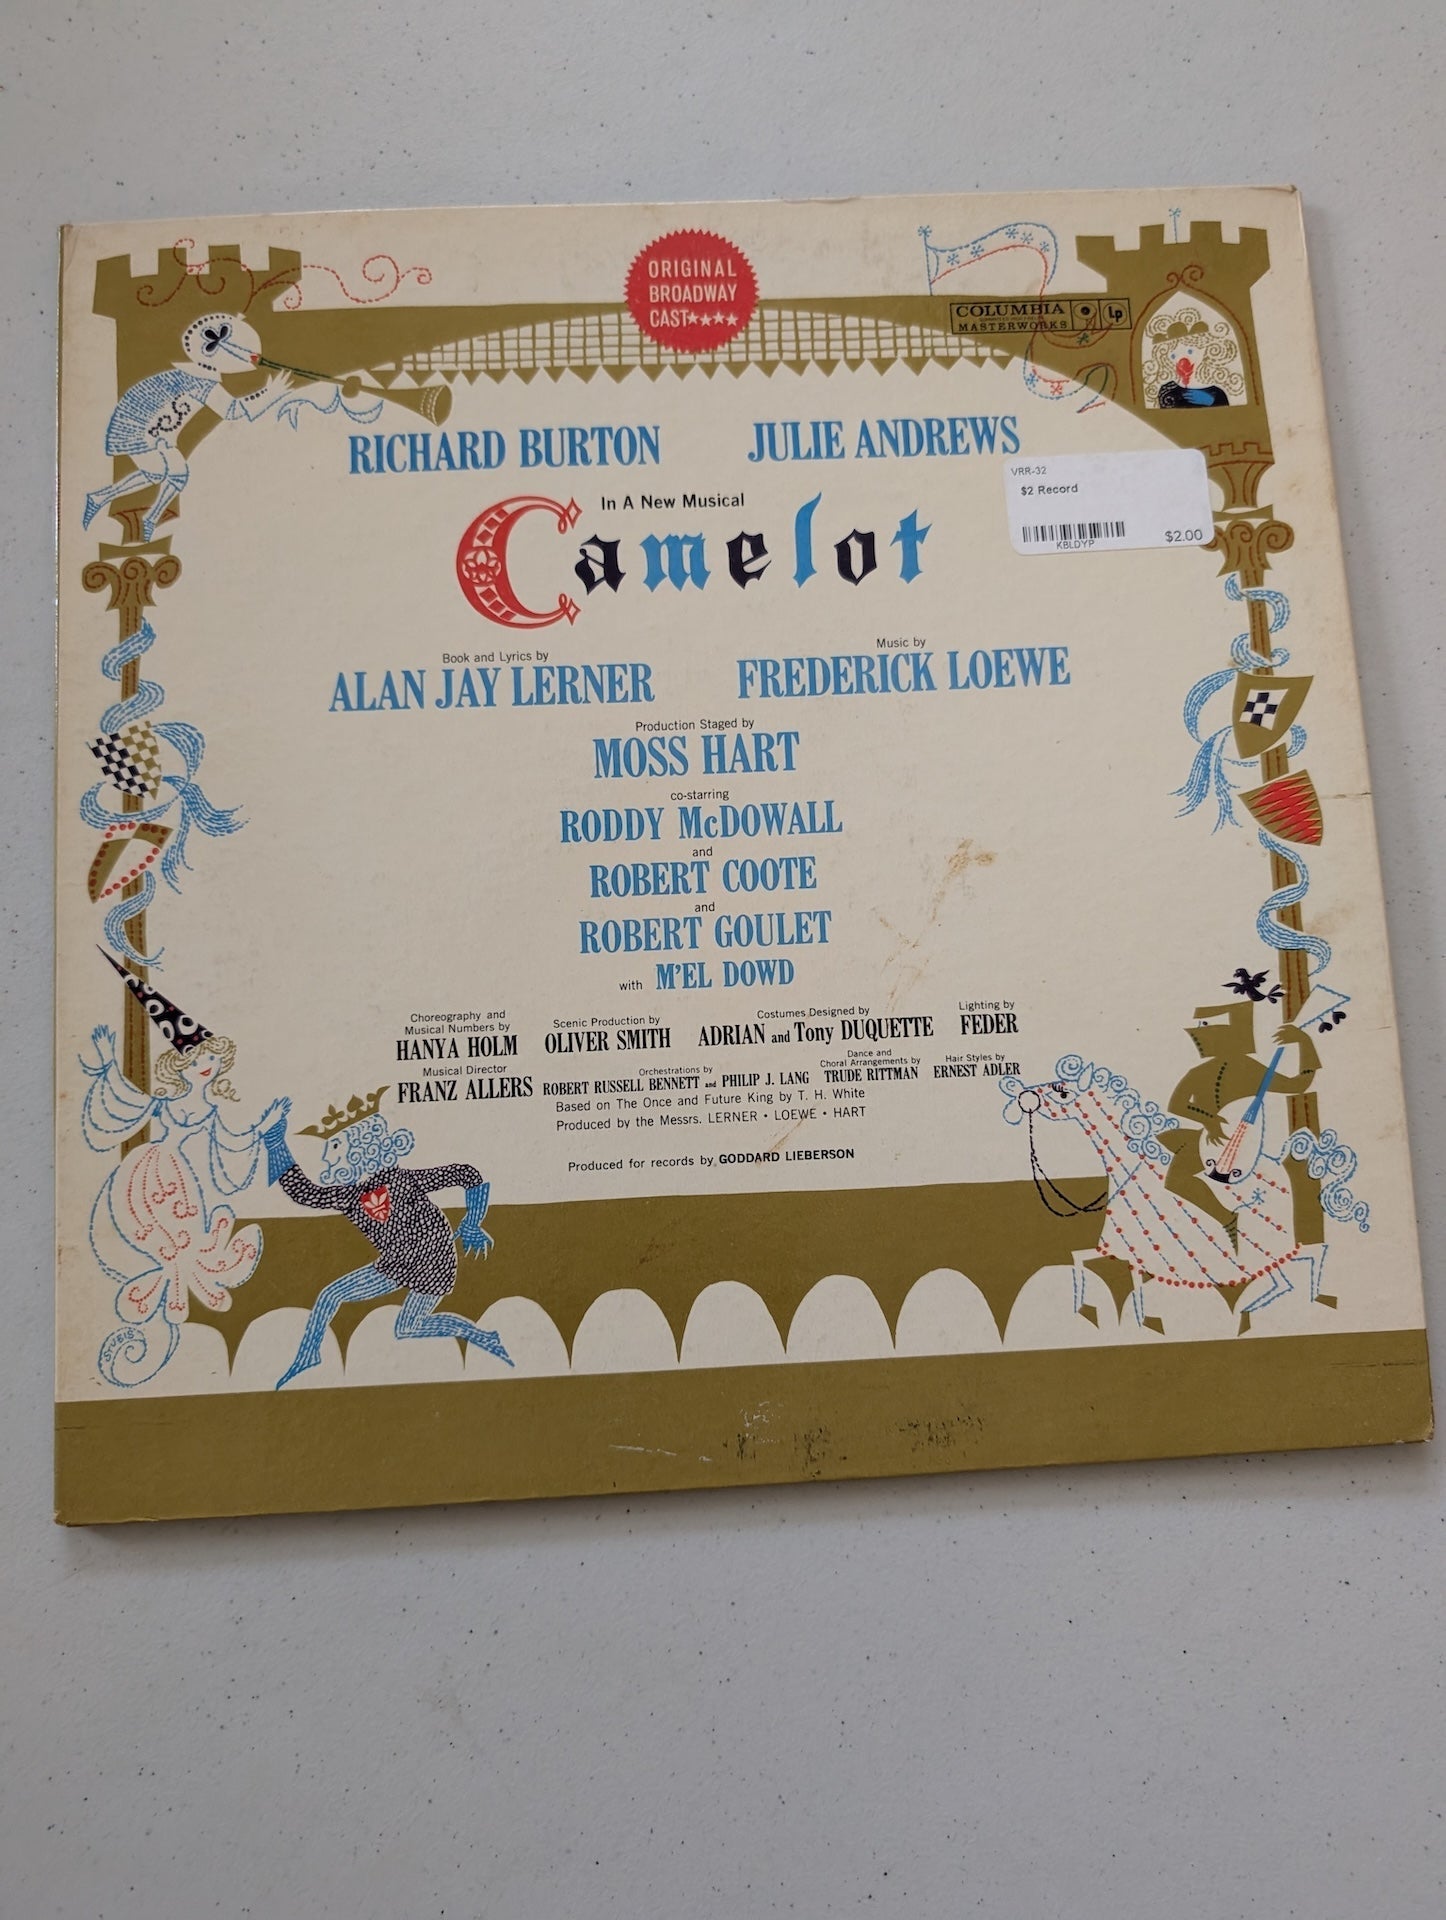 ORIGINAL
BROADWAY
CAST★★★★
COLUMBIA
MASTERWORKS
Lp
2
RICHARD BURTON
JULIE ANDREWS
VRR-32
$2 Record
KBLDYP
$2.00
In A New Musical
Camelot
Book and Lyrics by
ALAN JAY LERNER
Music by
FREDERICK LOEWE
Production Staged by
MOSS HART
co-starring
RODDY McDOWALL
and
ROBERT COOTE
and
ROBERT GOULET
with M'EL DOWD
Choreography and
Musical Numbers by
HANYA HOLM
Scenic Production by
OLIVER SMITH
Costumes Designed by
ADRIAN and Tony DUQUETTE
Lighting by
FEDER
Musical Director
FRANZ ALLERS
Orchestrations by
ROBERT RUSSELL BENNETT and PHILIP J. LANG
Dance and
Choral Arrangements by
TRUDE RITTMAN
Hair Styles by
ERNEST ADLER
Based on The Once and Future King by T. H. White
Produced by the Messrs. LERNER • LOEWE • HART
Produced for records by GODDARD LIEBERSON
STUBIS